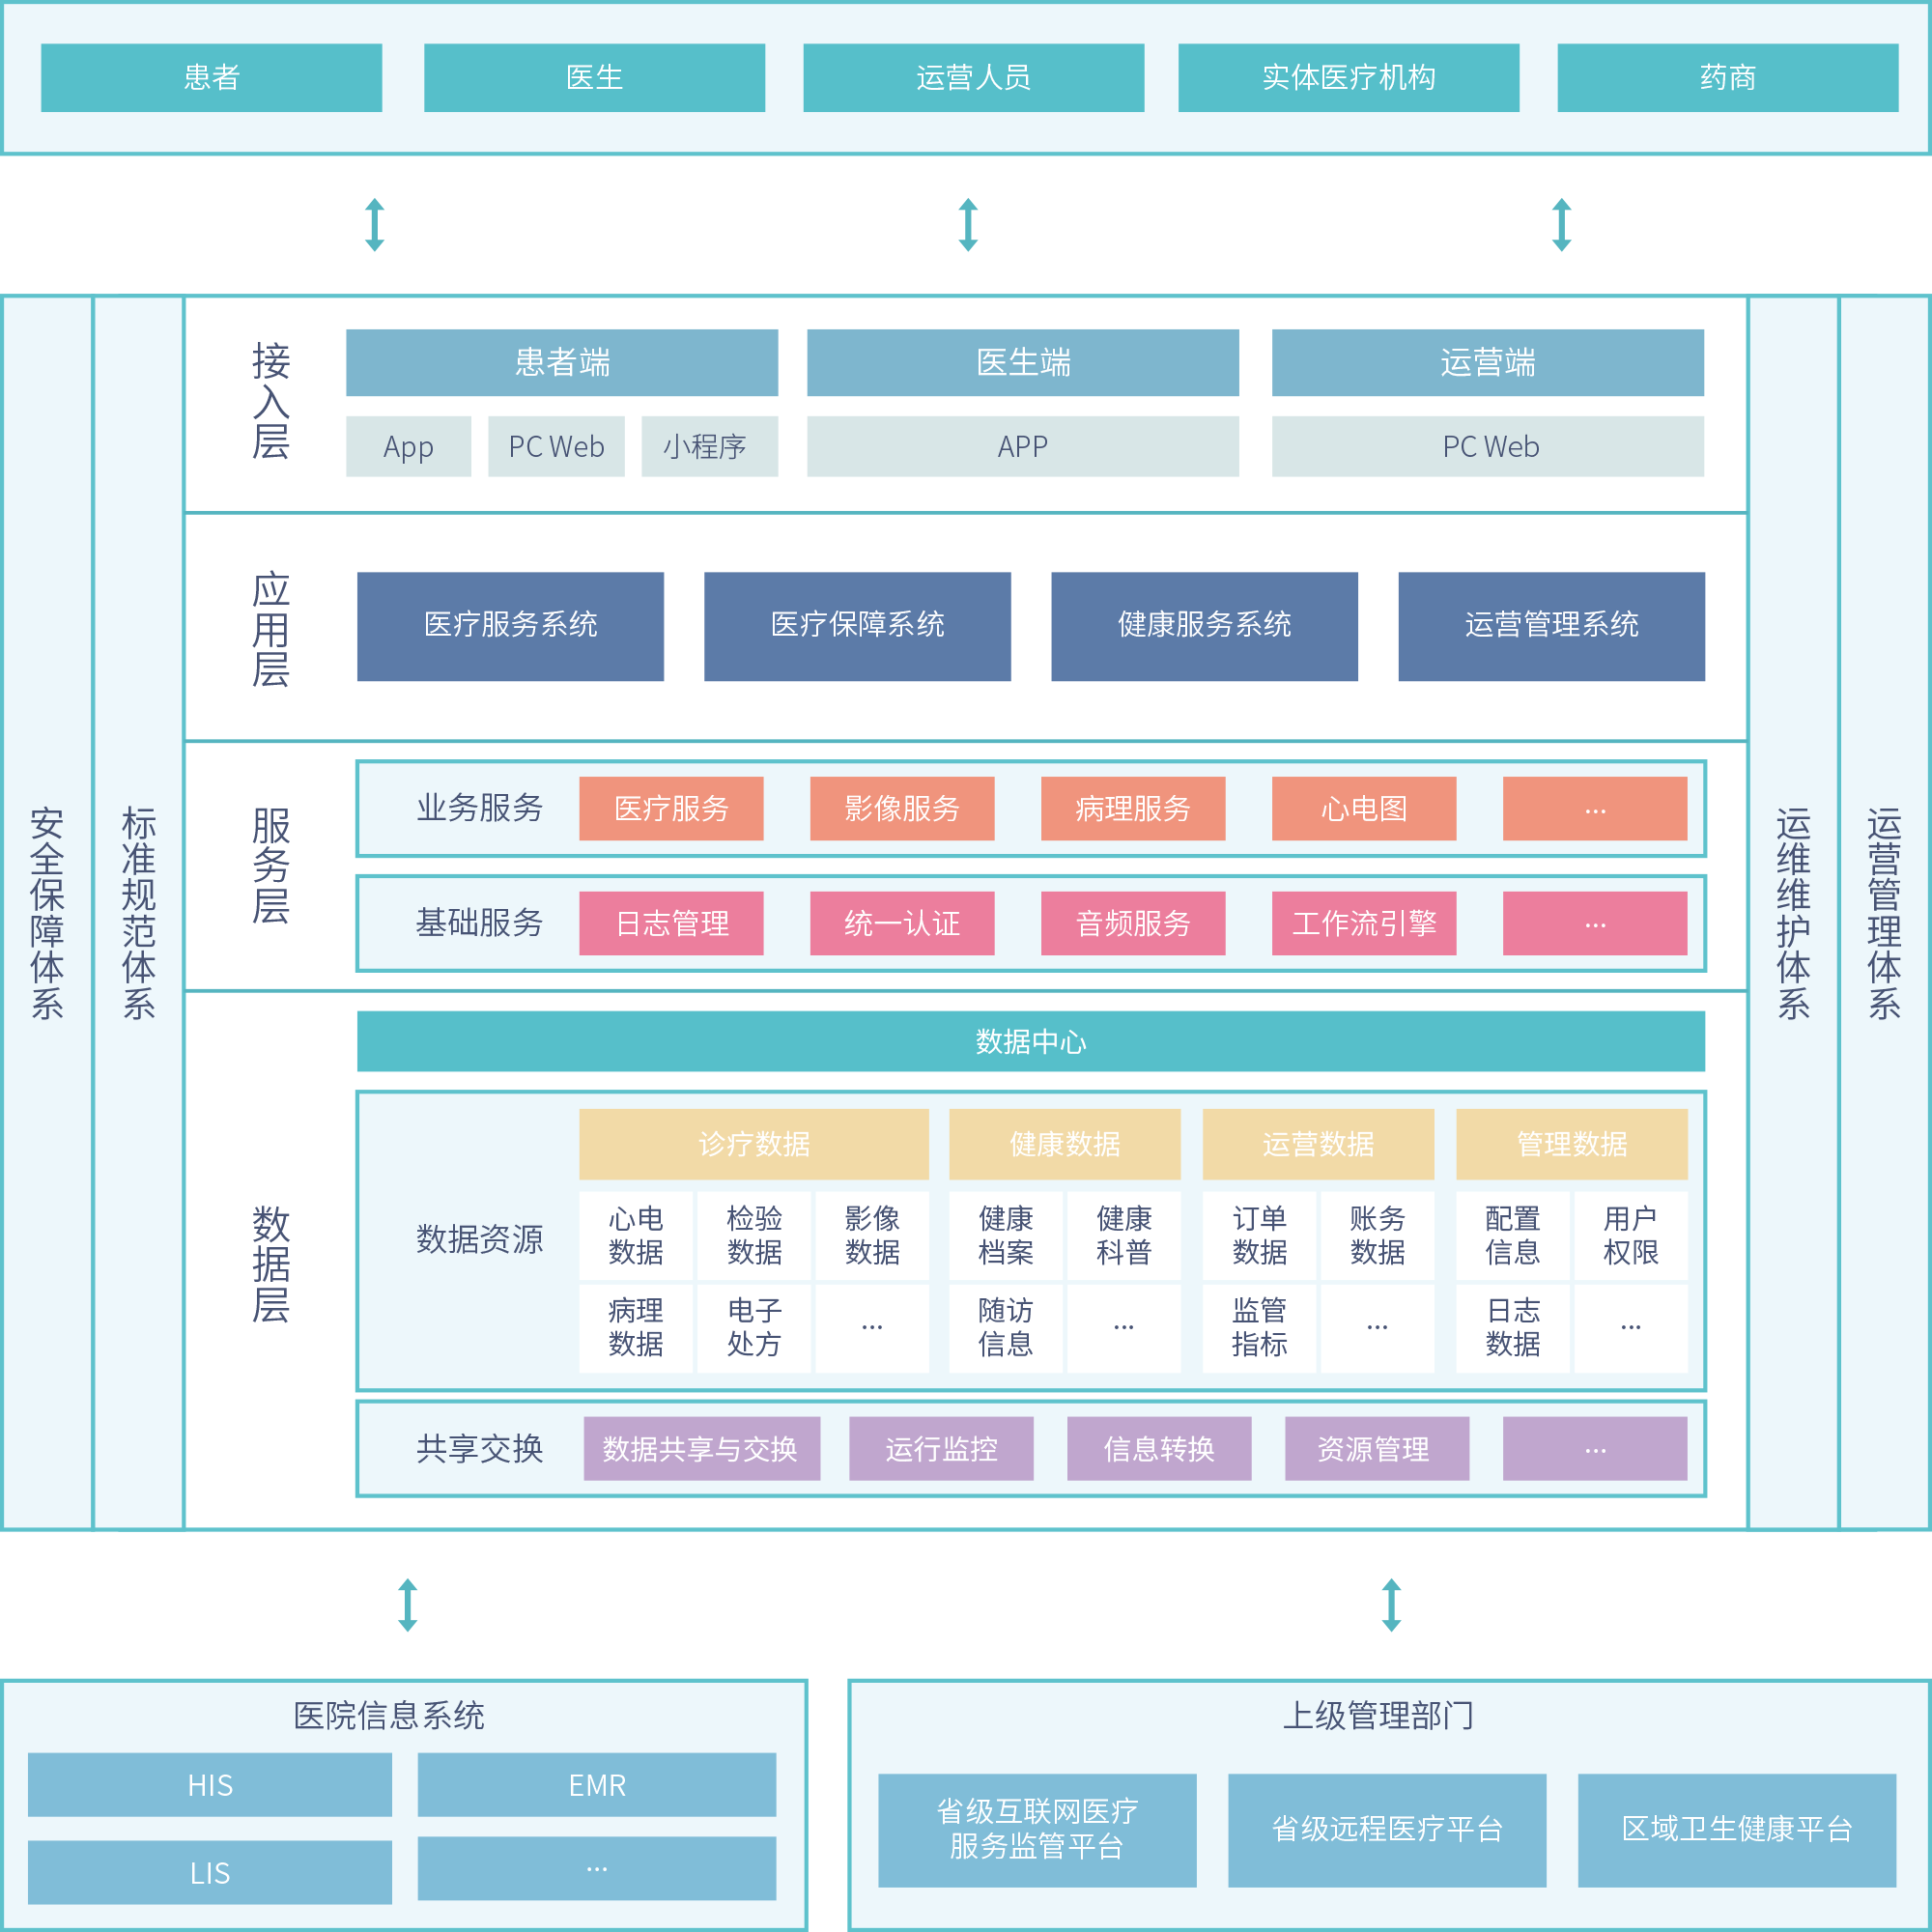 患者
医生
运营人员
实体医疗机构
药商
安全保障体系
标准规范体系
接入层
患者端
医生端
运营端
App
PC Web
小程序
APP
PC Web
应用层
医疗服务系统
医疗保障系统
健康服务系统
运营管理系统
服务层
业务服务
医疗服务
影像服务
病理服务
心电图
...
基础服务
日志管理
统一认证
音频服务
工作流引擎
...
数据层
数据中心
数据资源
诊疗数据
健康数据
运营数据
管理数据
心电
数据
检验
数据
影像
数据
健康
档案
健康
科普
订单
数据
账务
数据
配置
信息
用户
权限
病理
数据
电子
处方
...
随访
信息
...
监管
指标
...
日志
数据
...
共享交换
数据共享与交换
运行监控
信息转换
资源管理
...
运维维护体系
运营管理体系
医院信息系统
HIS
EMR
LIS
...
上级管理部门
省级互联网医疗
服务监管平台
省级远程医疗平台
区域卫生健康平台